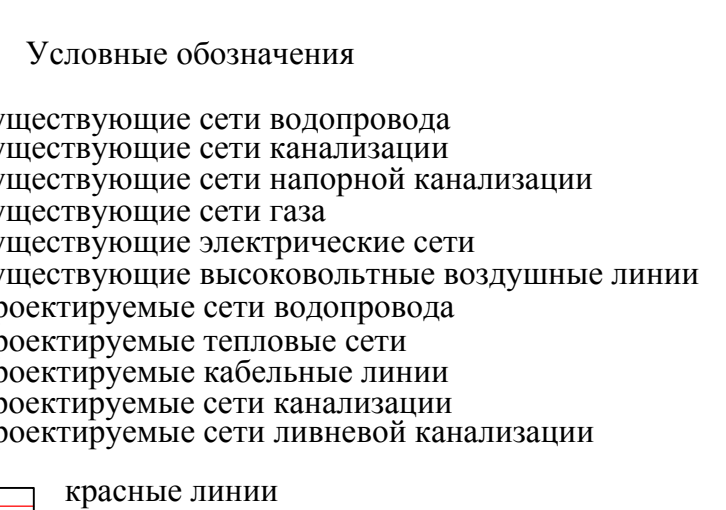 Условные обозначения
уществующие сети водопровода
уществующие сети канализации
уществующие сети напорной канализации
уществующие сети газа
уществующие электрические сети
уществующие высоковольтные воздушные линии
роектируемые сети водопровода
роектируемые тепловые сети
роектируемые кабельные линии
роектируемые сети канализации
роектируемые сети ливневой канализации
красные линии